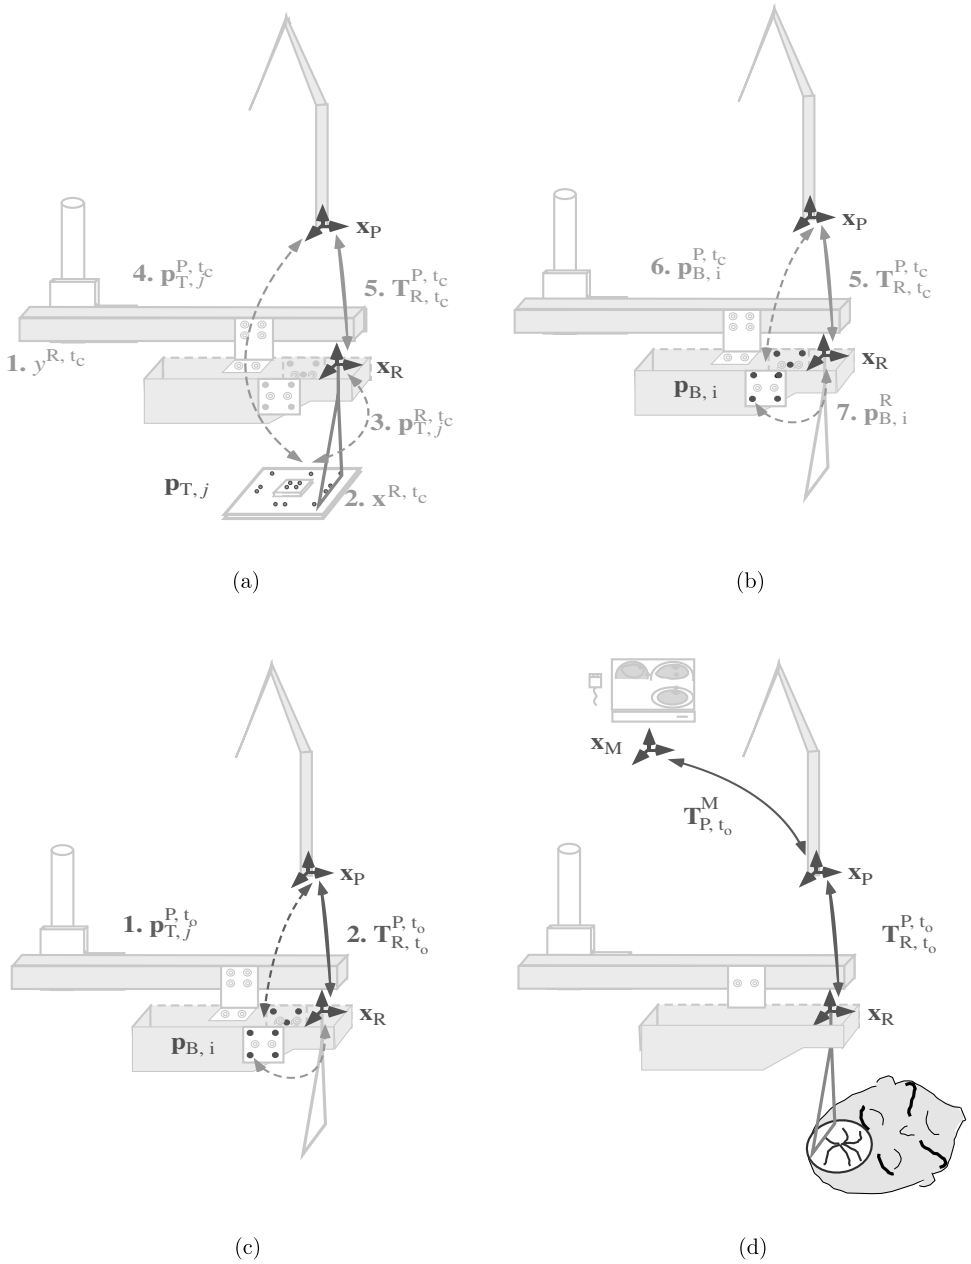 x_P
4. p_{T, j}^{P, t_c}
5. T_{R, t_c}^{P, t_c}
1. y^{R, t_c}
x_R
3. p_{T, j}^{R, t_c}
p_{T, j}
2. x^{R, t_c}
(a)
x_P
6. p_{B, i}^{P, t_c}
5. T_{R, t_c}^{P, t_c}
x_R
p_{B, i}
7. p_{B, i}^{R}
(b)
x_P
1. p_{T, j}^{P, t_o}
2. T_{R, t_o}^{P, t_o}
x_R
p_{B, i}
(c)
x_M
T_{P, t_o}^{M}
x_P
T_{R, t_o}^{P, t_o}
x_R
(d)